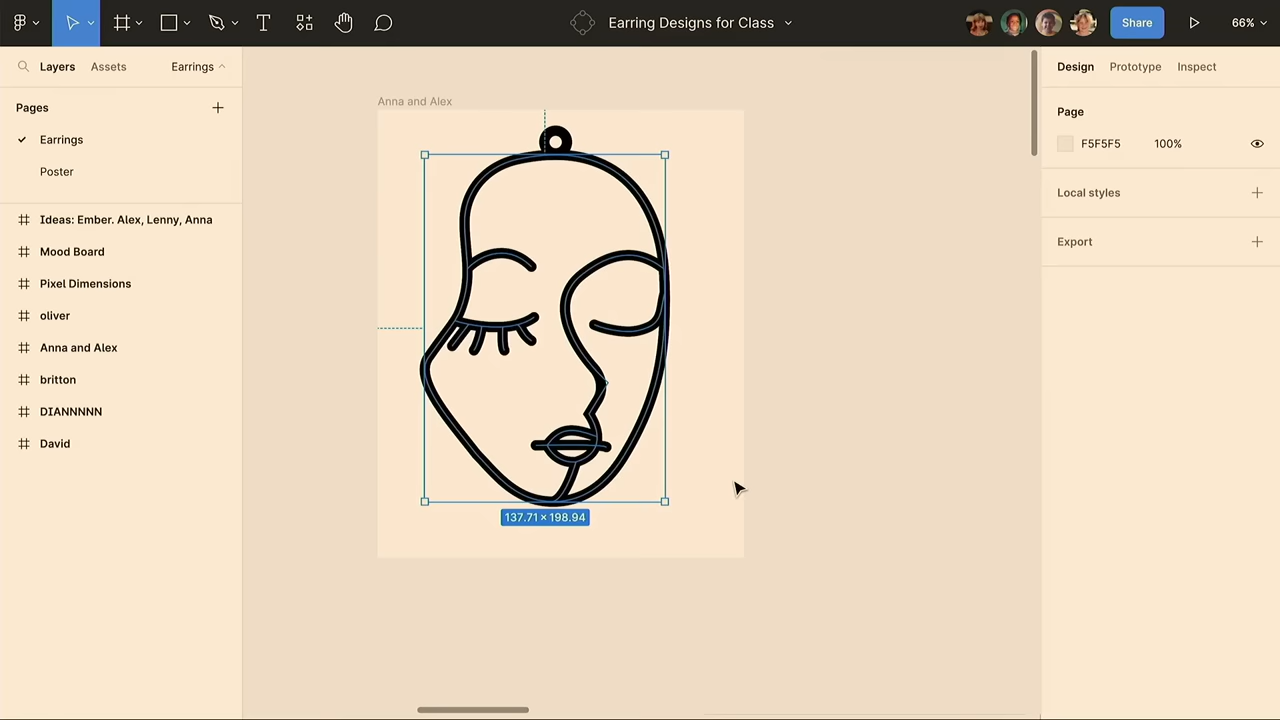 Earring Designs for Class
Share
66%
Layers
Assets
Earrings
Design
Prototype
Inspect
Pages
Earrings
Poster
Ideas: Ember. Alex, Lenny, Anna
Mood Board
Pixel Dimensions
oliver
Anna and Alex
britton
DIANNNNN
David
Anna and Alex
137.71 × 198.94
Page
F5F5F5
100%
Local styles
Export